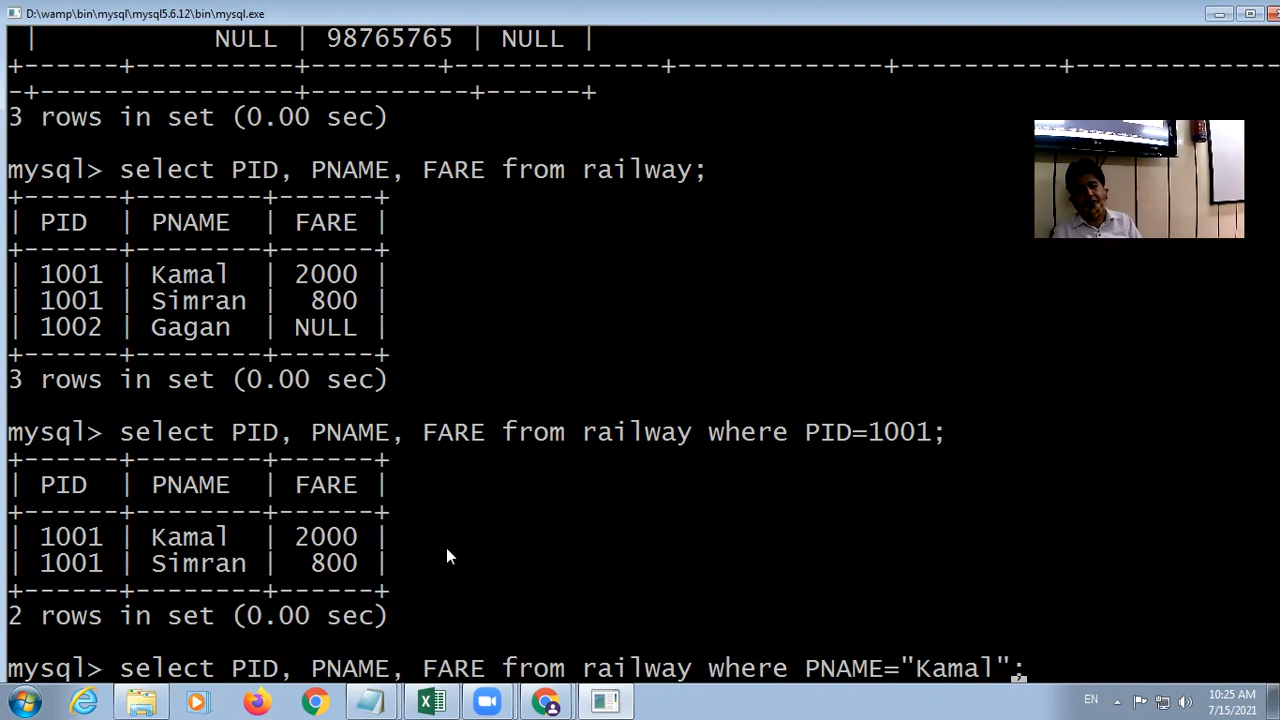 D:\wamp\bin\mysql\mysql5.6.12\bin\mysql.exe
|            NULL | 98765765 | NULL |
+------+----------+--------+-------------+-------------+----------+-------------
-+----------------+----------+------+
3 rows in set (0.00 sec)
mysql> select PID, PNAME, FARE from railway;
+------+--------+------+
| PID  | PNAME  | FARE |
+------+--------+------+
| 1001 | Kamal  | 2000 |
| 1001 | Simran |  800 |
| 1002 | Gagan  | NULL |
+------+--------+------+
3 rows in set (0.00 sec)
mysql> select PID, PNAME, FARE from railway where PID=1001;
+------+--------+------+
| PID  | PNAME  | FARE |
+------+--------+------+
| 1001 | Kamal  | 2000 |
| 1001 | Simran |  800 |
+------+--------+------+
2 rows in set (0.00 sec)
mysql> select PID, PNAME, FARE from railway where PNAME="Kamal";
EN
10:25 AM
7/15/2021